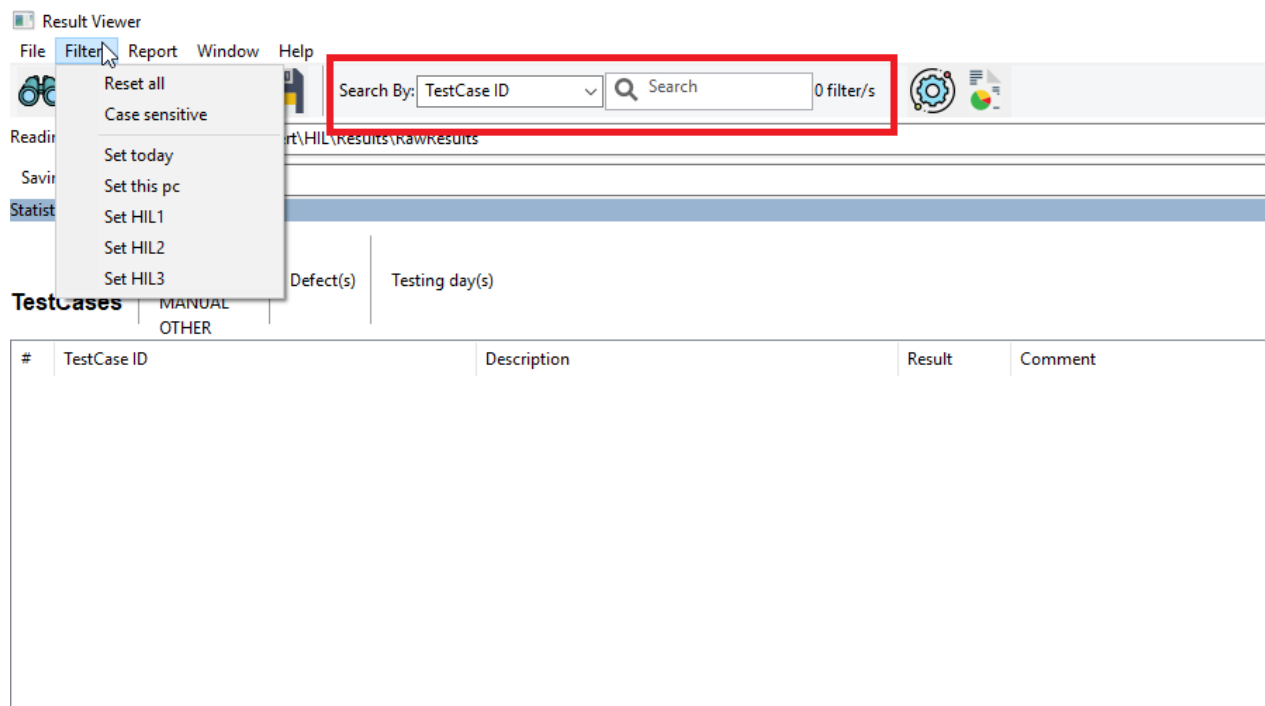 Result Viewer
File Filter Report Window Help
Reset all
Case sensitive
Set today
Set this pc
Set HIL1
Set HIL2
Set HIL3
Search By: TestCase ID Search 0 filter/s
\HIL\Results\RawResults
Defect(s) Testing day(s)
TestCases MANUAL
OTHER
# TestCase ID Description Result Comment